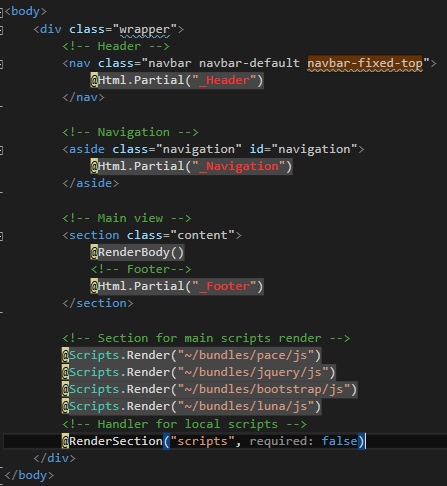 <body>
<div class="wrapper">
<!-- Header -->
<nav class="navbar navbar-default navbar-fixed-top">
@Html.Partial("_Header")
</nav>
<!-- Navigation -->
<aside class="navigation" id="navigation">
@Html.Partial("_Navigation")
</aside>
<!-- Main view -->
<section class="content">
@RenderBody()
<!-- Footer-->
@Html.Partial("_Footer")
</section>
<!-- Section for main scripts render -->
@Scripts.Render("~/bundles/pace/js")
@Scripts.Render("~/bundles/jquery/js")
@Scripts.Render("~/bundles/bootstrap/js")
@Scripts.Render("~/bundles/luna/js")
<!-- Handler for local scripts -->
@RenderSection("scripts", required: false)
</div>
</body>